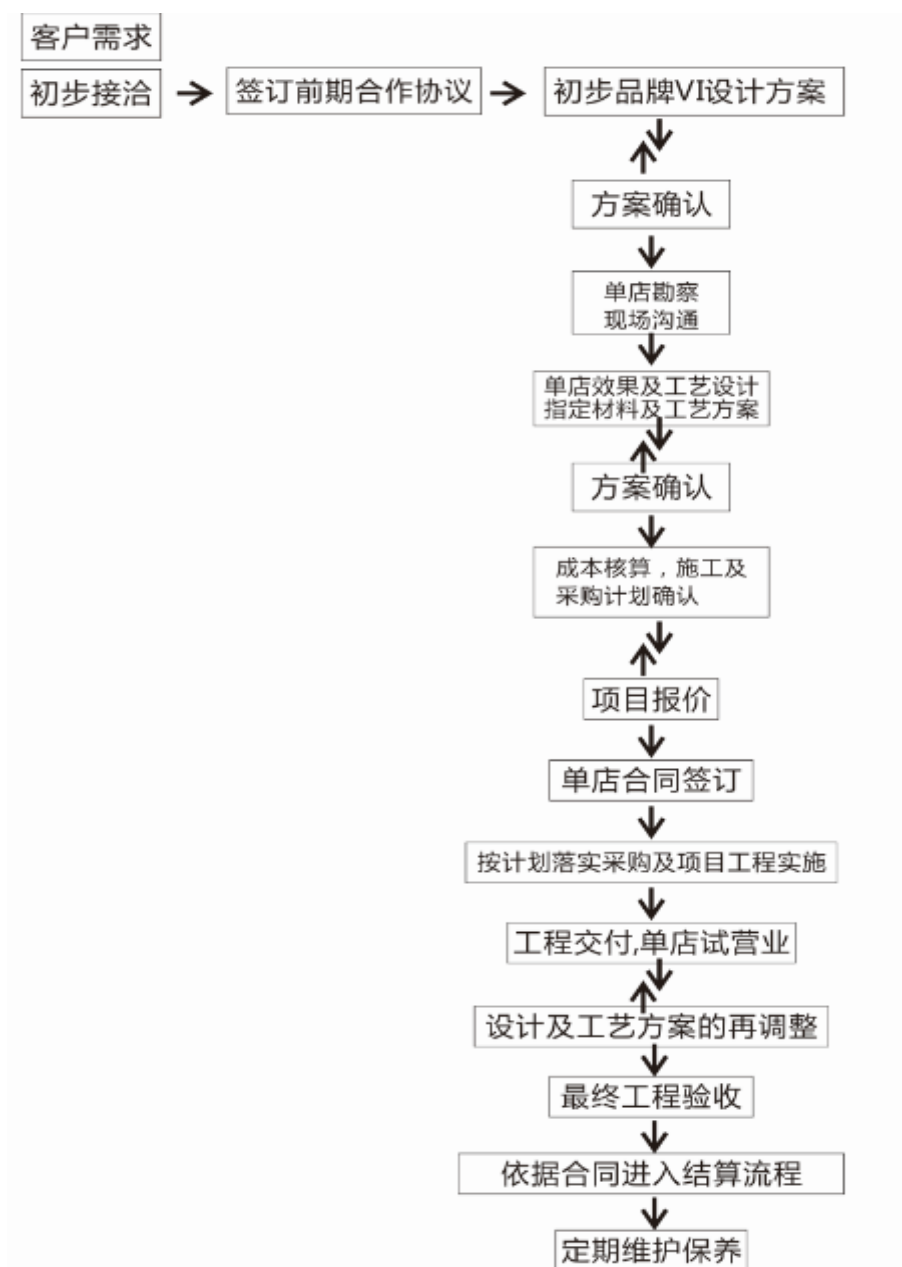 客户需求
初步接洽
签订前期合作协议
初步品牌VI设计方案
方案确认
单店勘察
现场沟通
单店效果及工艺设计
指定材料及工艺方案
方案确认
成本核算，施工及
采购计划确认
项目报价
单店合同签订
按计划落实采购及项目工程实施
工程交付,单店试营业
设计及工艺方案的再调整
最终工程验收
依据合同进入结算流程
定期维护保养